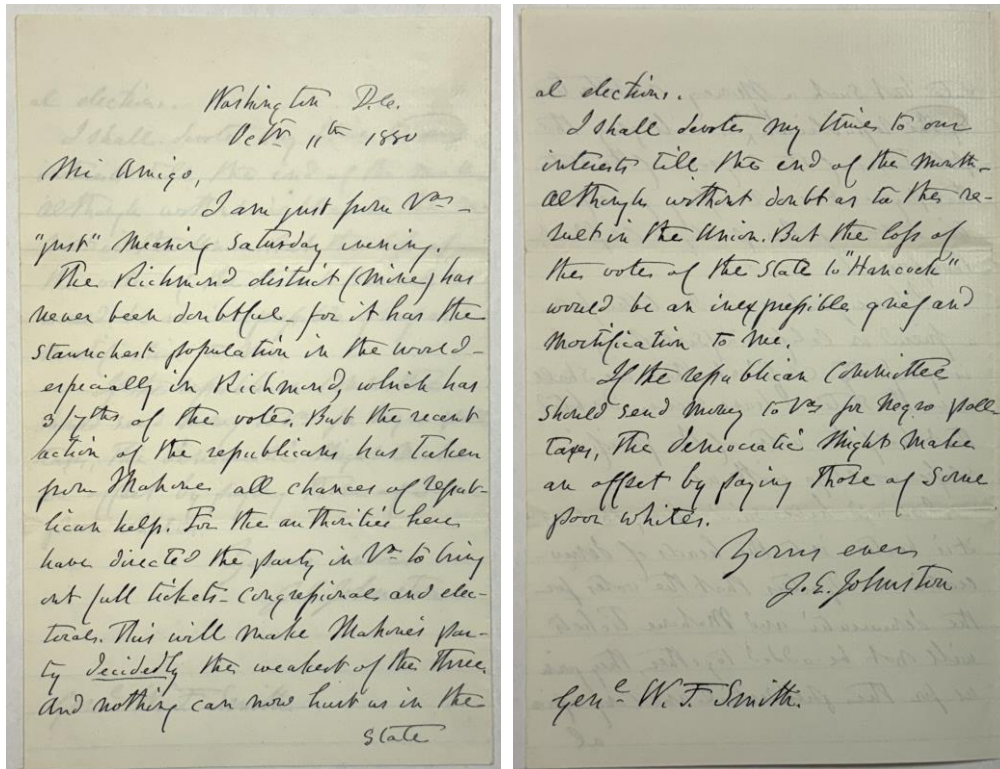 Washington D.C.
Octr 11th 1880
Mi Amigo,
I am just from Va -
"just" meaning Saturday evening.
The Richmond district (mine) has
never been doubtful - for it has the
staunchest population in the world -
especially in Richmond, which has
3/7ths of the votes. But the recent
action of the republicans has taken
from Mahone all chances of repub-
lican help. For the authorities here
have directed the party in Va to bring
out full tickets - Congressional and elec-
torals. This will make Mahone's par-
ty decidedly the weakest of the three
And nothing can now hurt us in the
State
al elections.
I shall devote my time to our
interests till the end of the month -
although without doubt as to the re-
sult in the Union. But the loss of
the votes of the State to "Hancock"
would be an inexpressible grief and
mortification to me.
If the republican Committee
should send money to Va for Negro poll
taxes, the democratic might make
an offset by paying those of some
poor whites.
Yours ever
J. E. Johnston
Genl W. F. Smith.